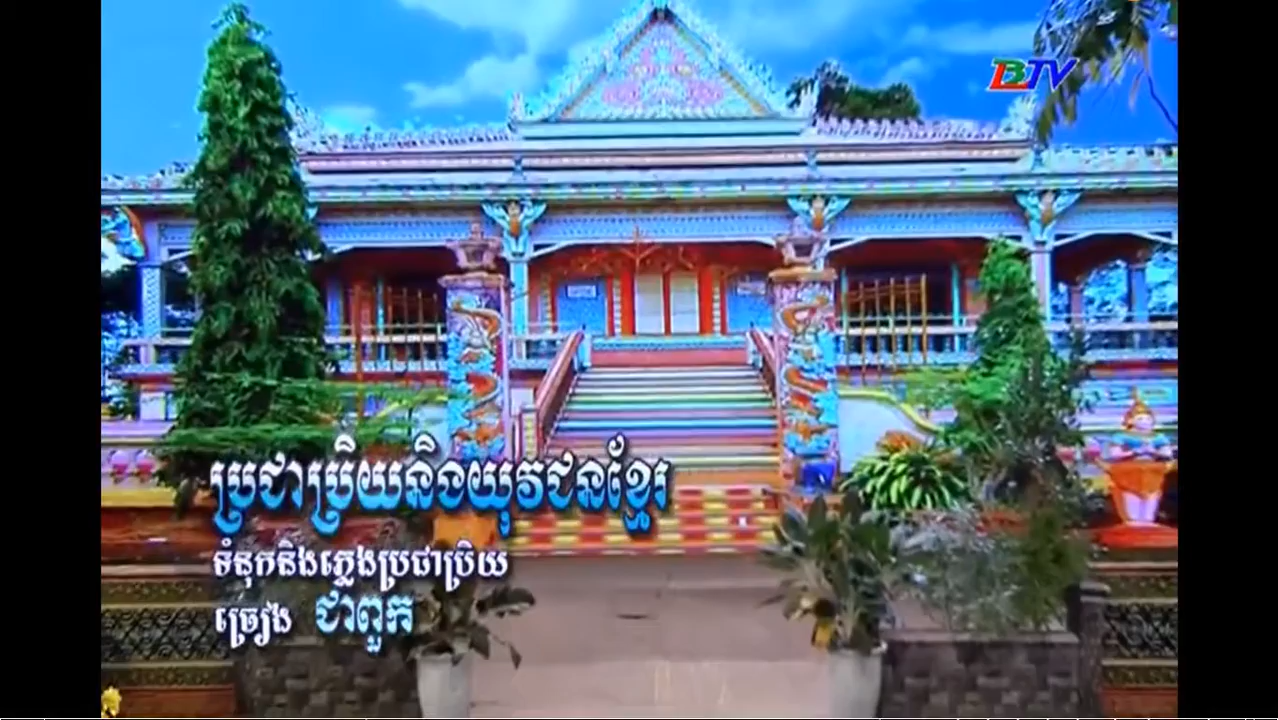 BTV
ប្រជាប្រិយនិងយុវជនខ្មែរ
ទំនុកនិងភ្លេងប្រជាប្រិយ
ច្រៀង ជាពួក